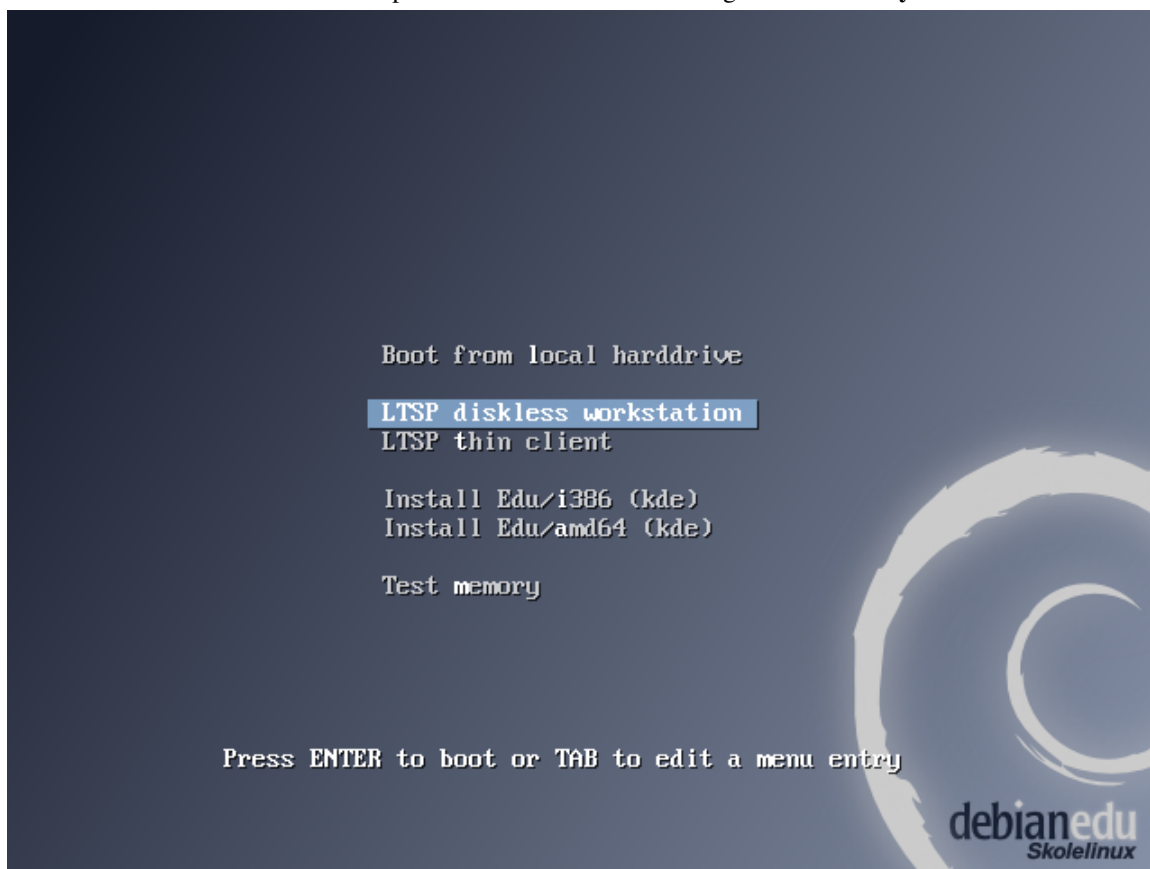 Boot from local harddrive
LTSP diskless workstation
LTSP thin client
Install Edu/i386 (kde)
Install Edu/amd64 (kde)
Test memory
Press ENTER to boot or TAB to edit a menu entry
debianedu
Skolelinux